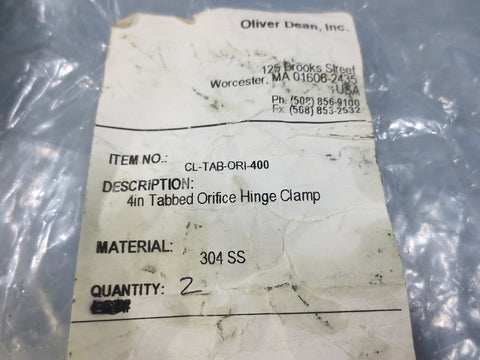 Oliver Dean, Inc.
125 Brooks Street
Worcester, MA 01606-2435
USA
Ph: (508) 856-9100
Fx: (508) 853-2532
ITEM NO.: CL-TAB-ORI-400
DESCRIPTION:
4in Tabbed Orifice Hinge Clamp
MATERIAL: 304 SS
QUANTITY: 2